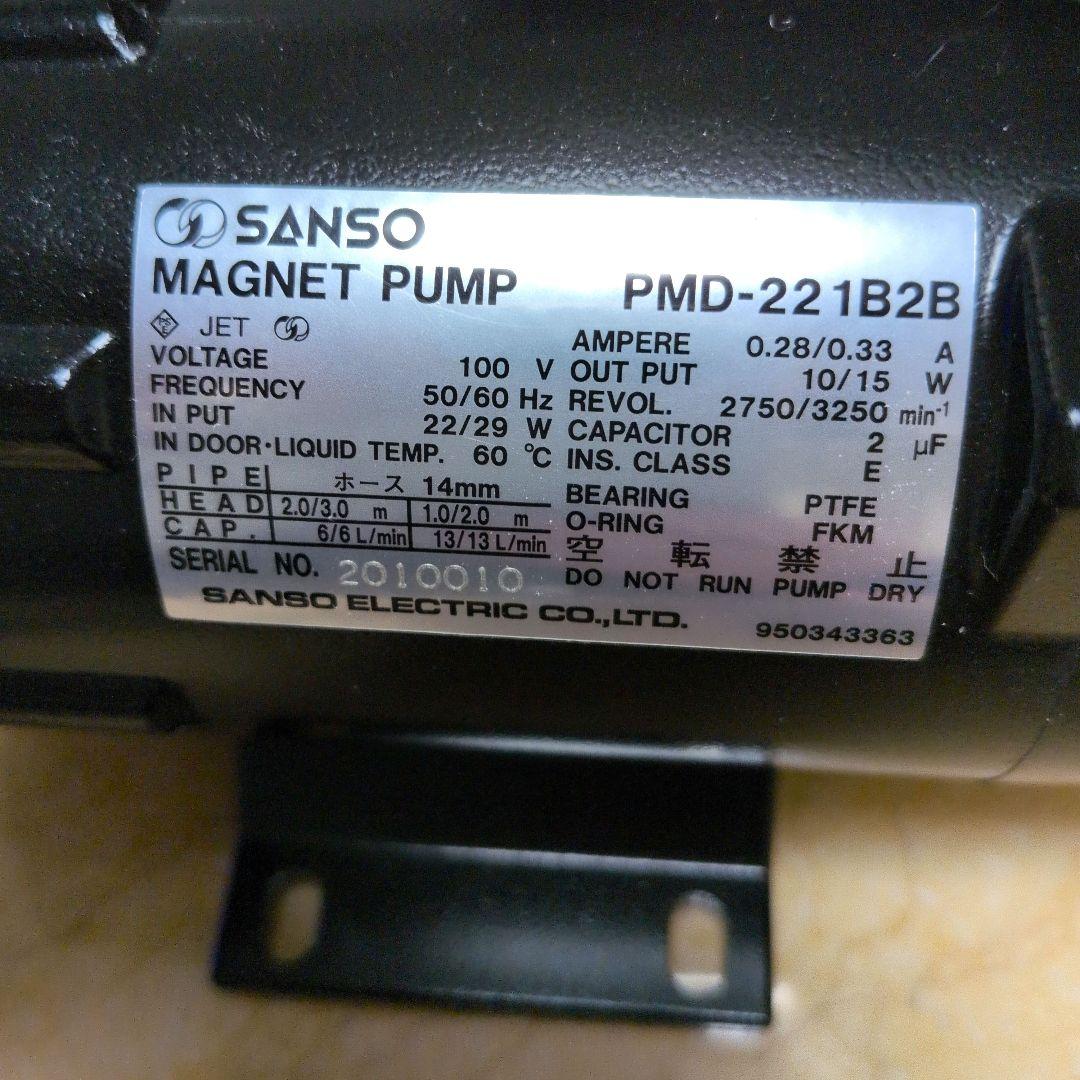 SANSO
MAGNET PUMP PMD-221B2B
PSE JET
VOLTAGE 100 V
FREQUENCY 50/60 Hz
IN PUT 22/29 W
IN DOOR·LIQUID TEMP. 60 ℃
PIPE ホース 14mm
HEAD 2.0/3.0 m 1.0/2.0 m
CAP. 6/6 L/min 13/13 L/min
SERIAL NO. 2010010
AMPERE 0.28/0.33 A
OUT PUT 10/15 W
REVOL. 2750/3250 min-1
CAPACITOR 2 μF
INS. CLASS E
BEARING PTFE
O-RING FKM
空転禁止
DO NOT RUN PUMP DRY
SANSO ELECTRIC CO.,LTD.
950343363